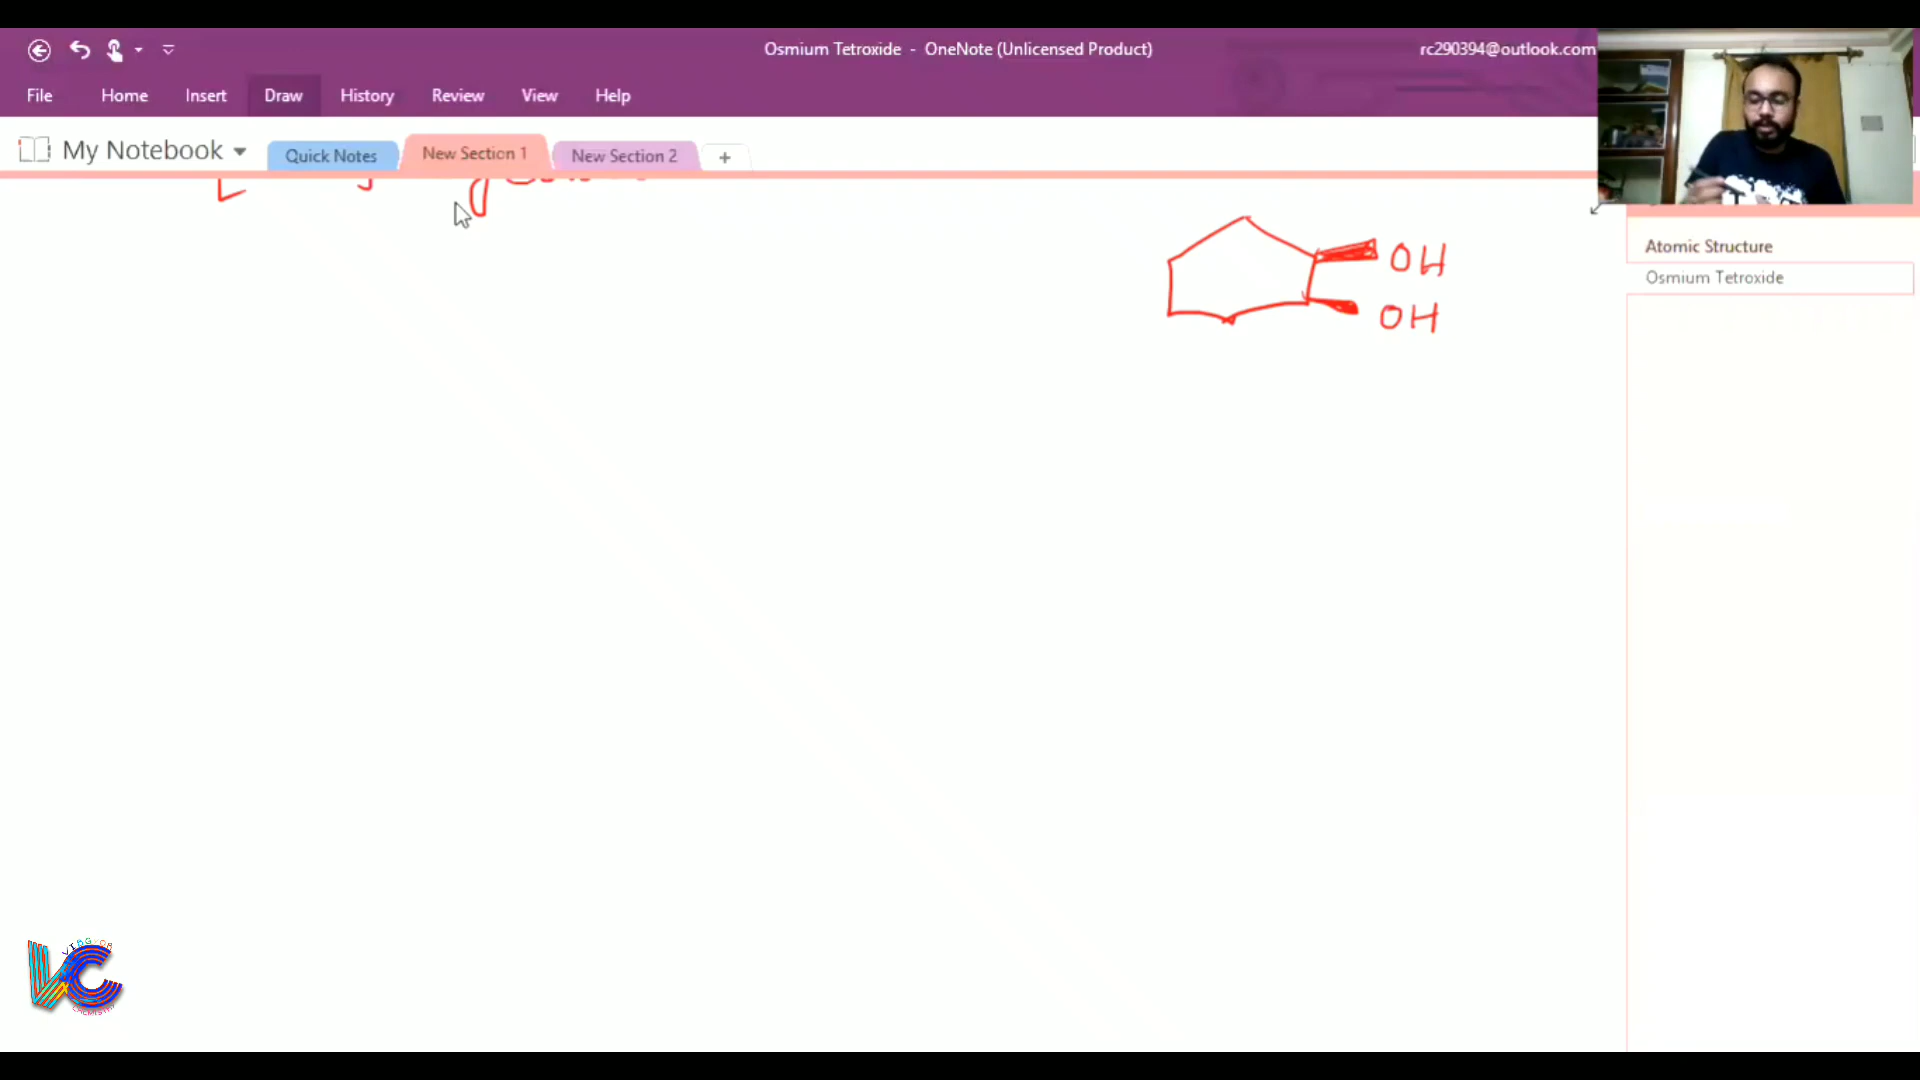 Osmium Tetroxide - OneNote (Unlicensed Product)
rc290394@outlook.com
File Home Insert Draw History Review View Help
My Notebook Quick Notes New Section 1 New Section 2 +
OH
OH
Atomic Structure
Osmium Tetroxide
VC